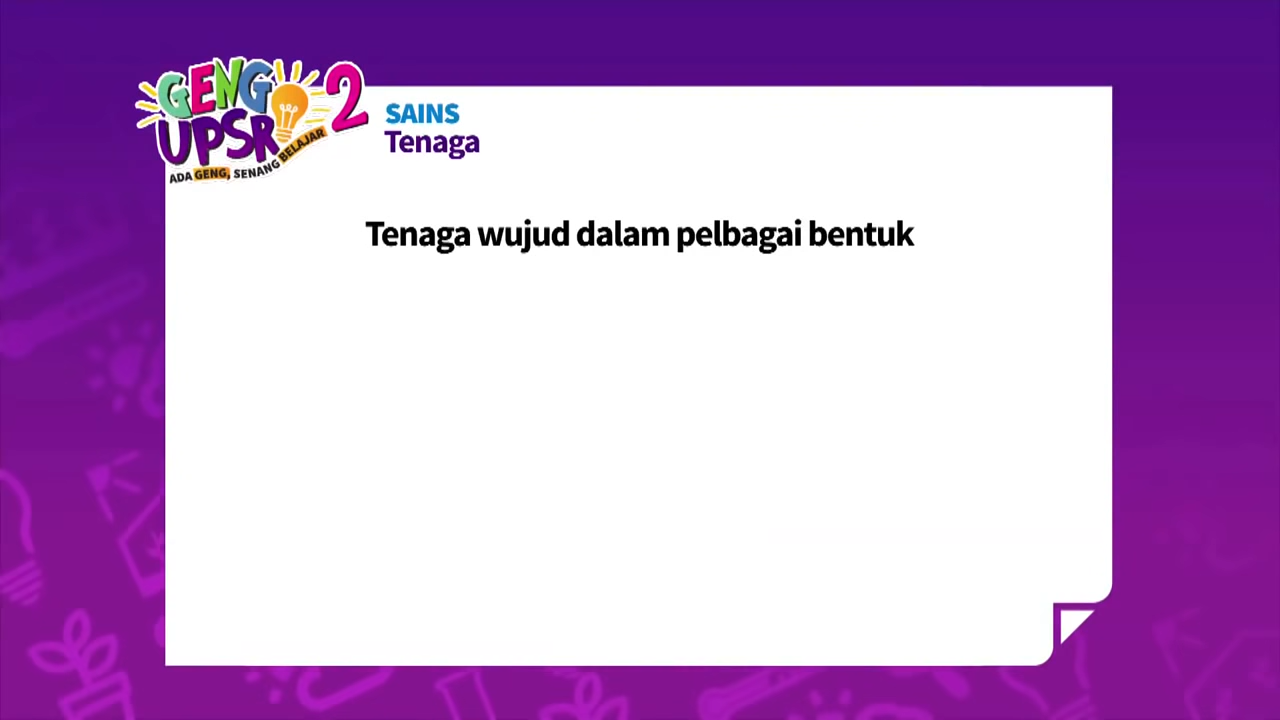 GENG
UPSR 2
ADA GENG, SENANG BELAJAR
SAINS
Tenaga
Tenaga wujud dalam pelbagai bentuk